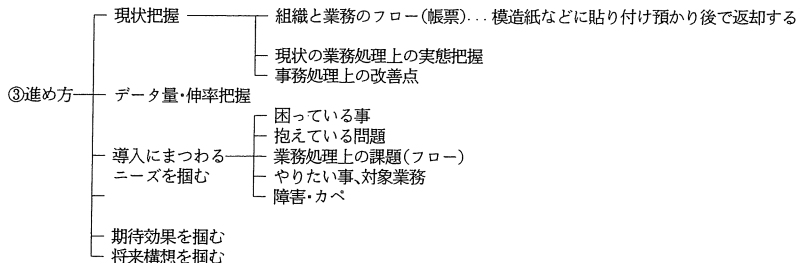 現状把握
組織と業務のフロー(帳票)...模造紙などに貼り付け預かり後で返却する
現状の業務処理上の実態把握
事務処理上の改善点
③進め方
データ量・伸率把握
導入にまつわる
ニーズを掴む
困っている事
抱えている問題
業務処理上の課題(フロー)
やりたい事、対象業務
障害・カベ
期待効果を掴む
将来構想を掴む